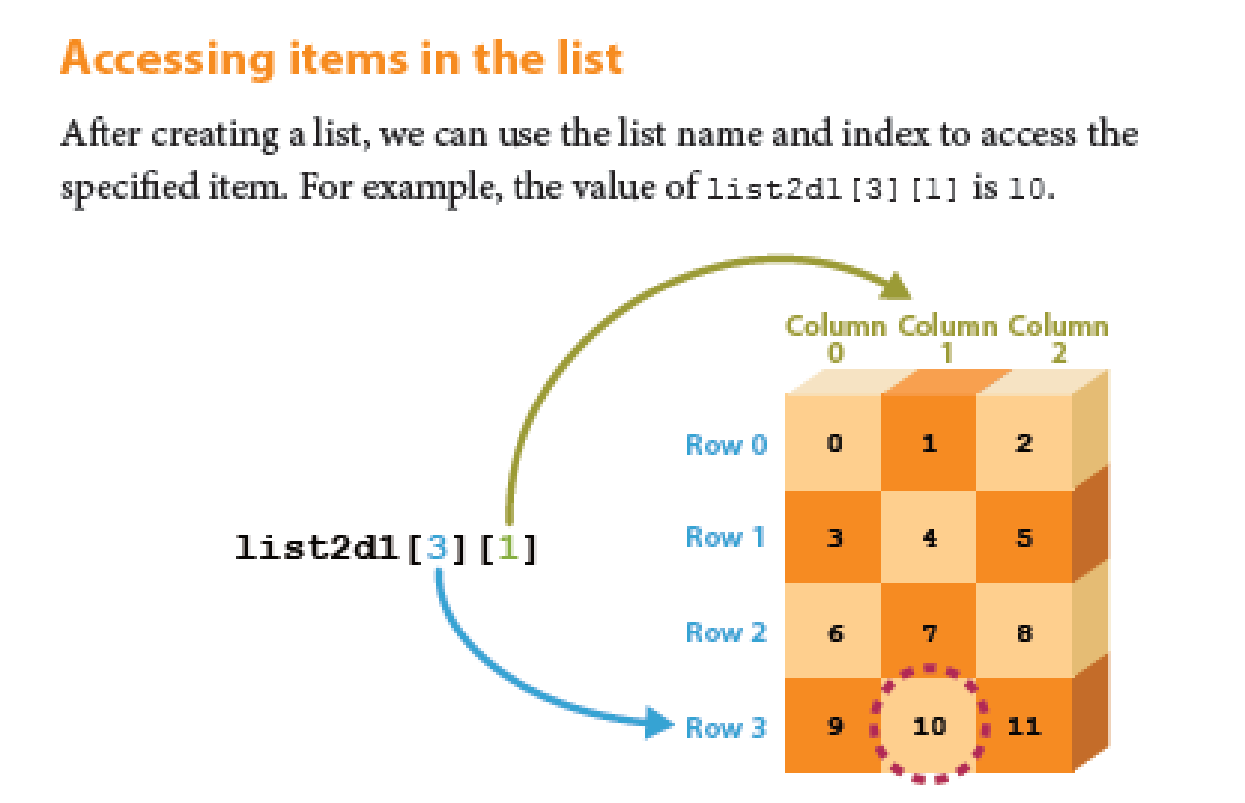 Accessing items in the list
After creating a list, we can use the list name and index to access the
specified item. For example, the value of list2d1[3][1] is 10.
Column Column Column
0 1 2
Row 0 0 1 2
list2d1[3][1]
Row 1 3 4 5
Row 2 6 7 8
Row 3 9 10 11